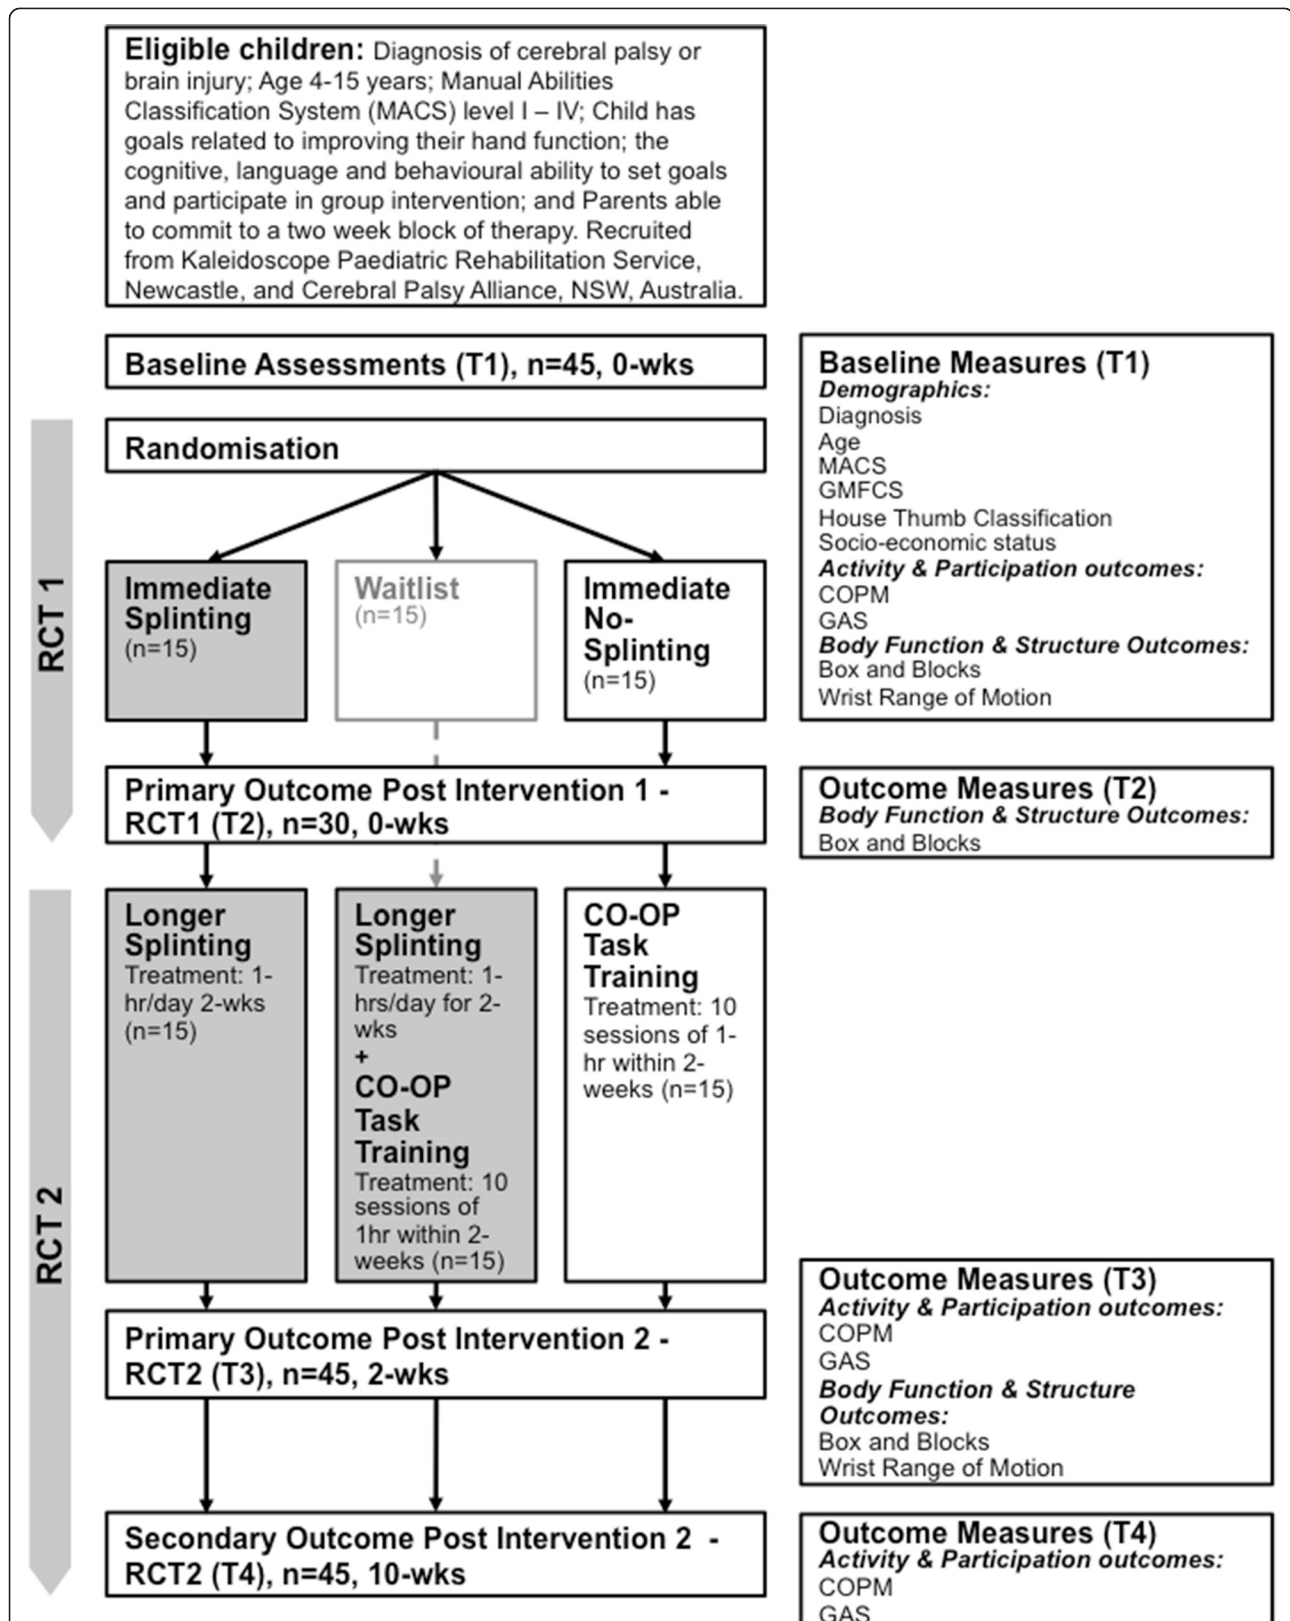 Eligible children: Diagnosis of cerebral palsy or
brain injury; Age 4-15 years; Manual Abilities
Classification System (MACS) level I – IV; Child has
goals related to improving their hand function; the
cognitive, language and behavioural ability to set goals
and participate in group intervention; and Parents able
to commit to a two week block of therapy. Recruited
from Kaleidoscope Paediatric Rehabilitation Service,
Newcastle, and Cerebral Palsy Alliance, NSW, Australia.
Baseline Assessments (T1), n=45, 0-wks
Baseline Measures (T1)
Demographics:
Diagnosis
Age
MACS
GMFCS
House Thumb Classification
Socio-economic status
Activity & Participation outcomes:
COPM
GAS
Body Function & Structure Outcomes:
Box and Blocks
Wrist Range of Motion
RCT 1
Randomisation
Immediate
Splinting
(n=15)
Waitlist
(n=15)
Immediate
No-
Splinting
(n=15)
Primary Outcome Post Intervention 1 -
RCT1 (T2), n=30, 0-wks
Outcome Measures (T2)
Body Function & Structure Outcomes:
Box and Blocks
RCT 2
Longer
Splinting
Treatment: 1-
hr/day 2-wks
(n=15)
Longer
Splinting
Treatment: 1-
hrs/day for 2-
wks
+
CO-OP
Task
Training
Treatment: 10
sessions of
1hr within 2-
weeks (n=15)
CO-OP
Task
Training
Treatment: 10
sessions of 1-
hr within 2-
weeks (n=15)
Primary Outcome Post Intervention 2 -
RCT2 (T3), n=45, 2-wks
Outcome Measures (T3)
Activity & Participation outcomes:
COPM
GAS
Body Function & Structure
Outcomes:
Box and Blocks
Wrist Range of Motion
Secondary Outcome Post Intervention 2 -
RCT2 (T4), n=45, 10-wks
Outcome Measures (T4)
Activity & Participation outcomes:
COPM
GAS